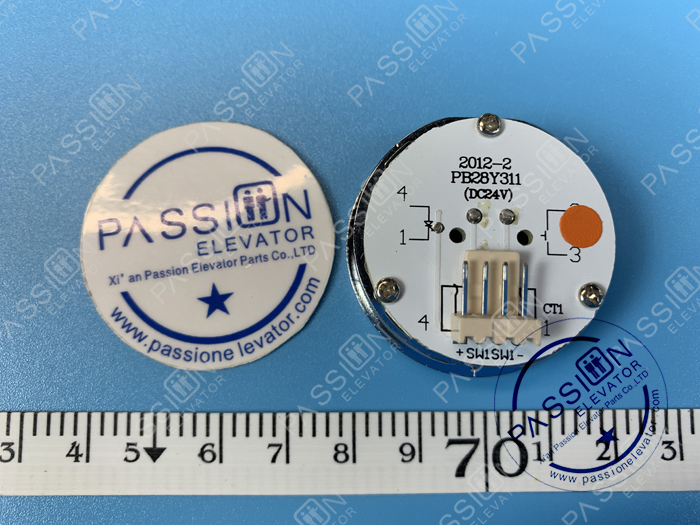 PASSION
ELEVATOR
Xi' an Passion Elevator Parts Co.,LTD
www.passione levator.com
2012-2
PB28Y311
(DC24V)
4
1
3
4
CT1
1
+SW1SW1-
3 4 5 6 7 8 9 70 1 2 3
PASSION
ELEVATOR
Xi' an Passion Elevator Parts Co.,LTD
www.passionelevator.com